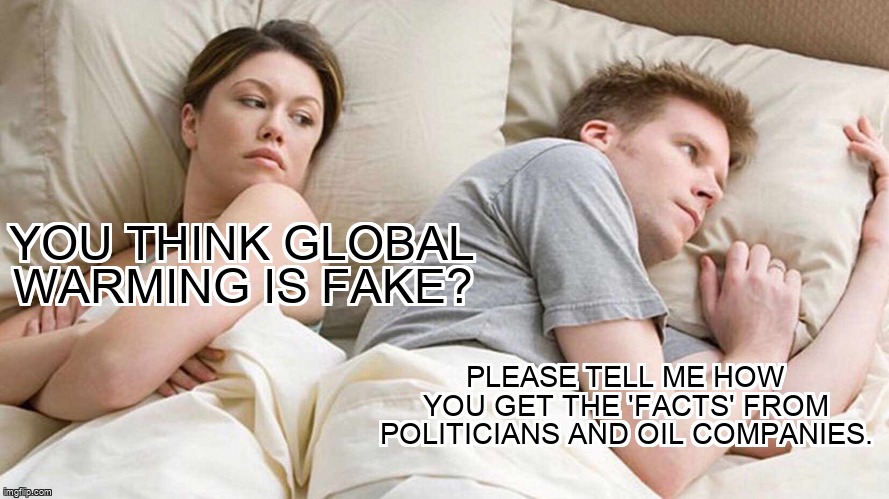 YOU THINK GLOBAL
WARMING IS FAKE?
PLEASE TELL ME HOW
YOU GET THE 'FACTS' FROM
POLITICIANS AND OIL COMPANIES.
imgflip.com